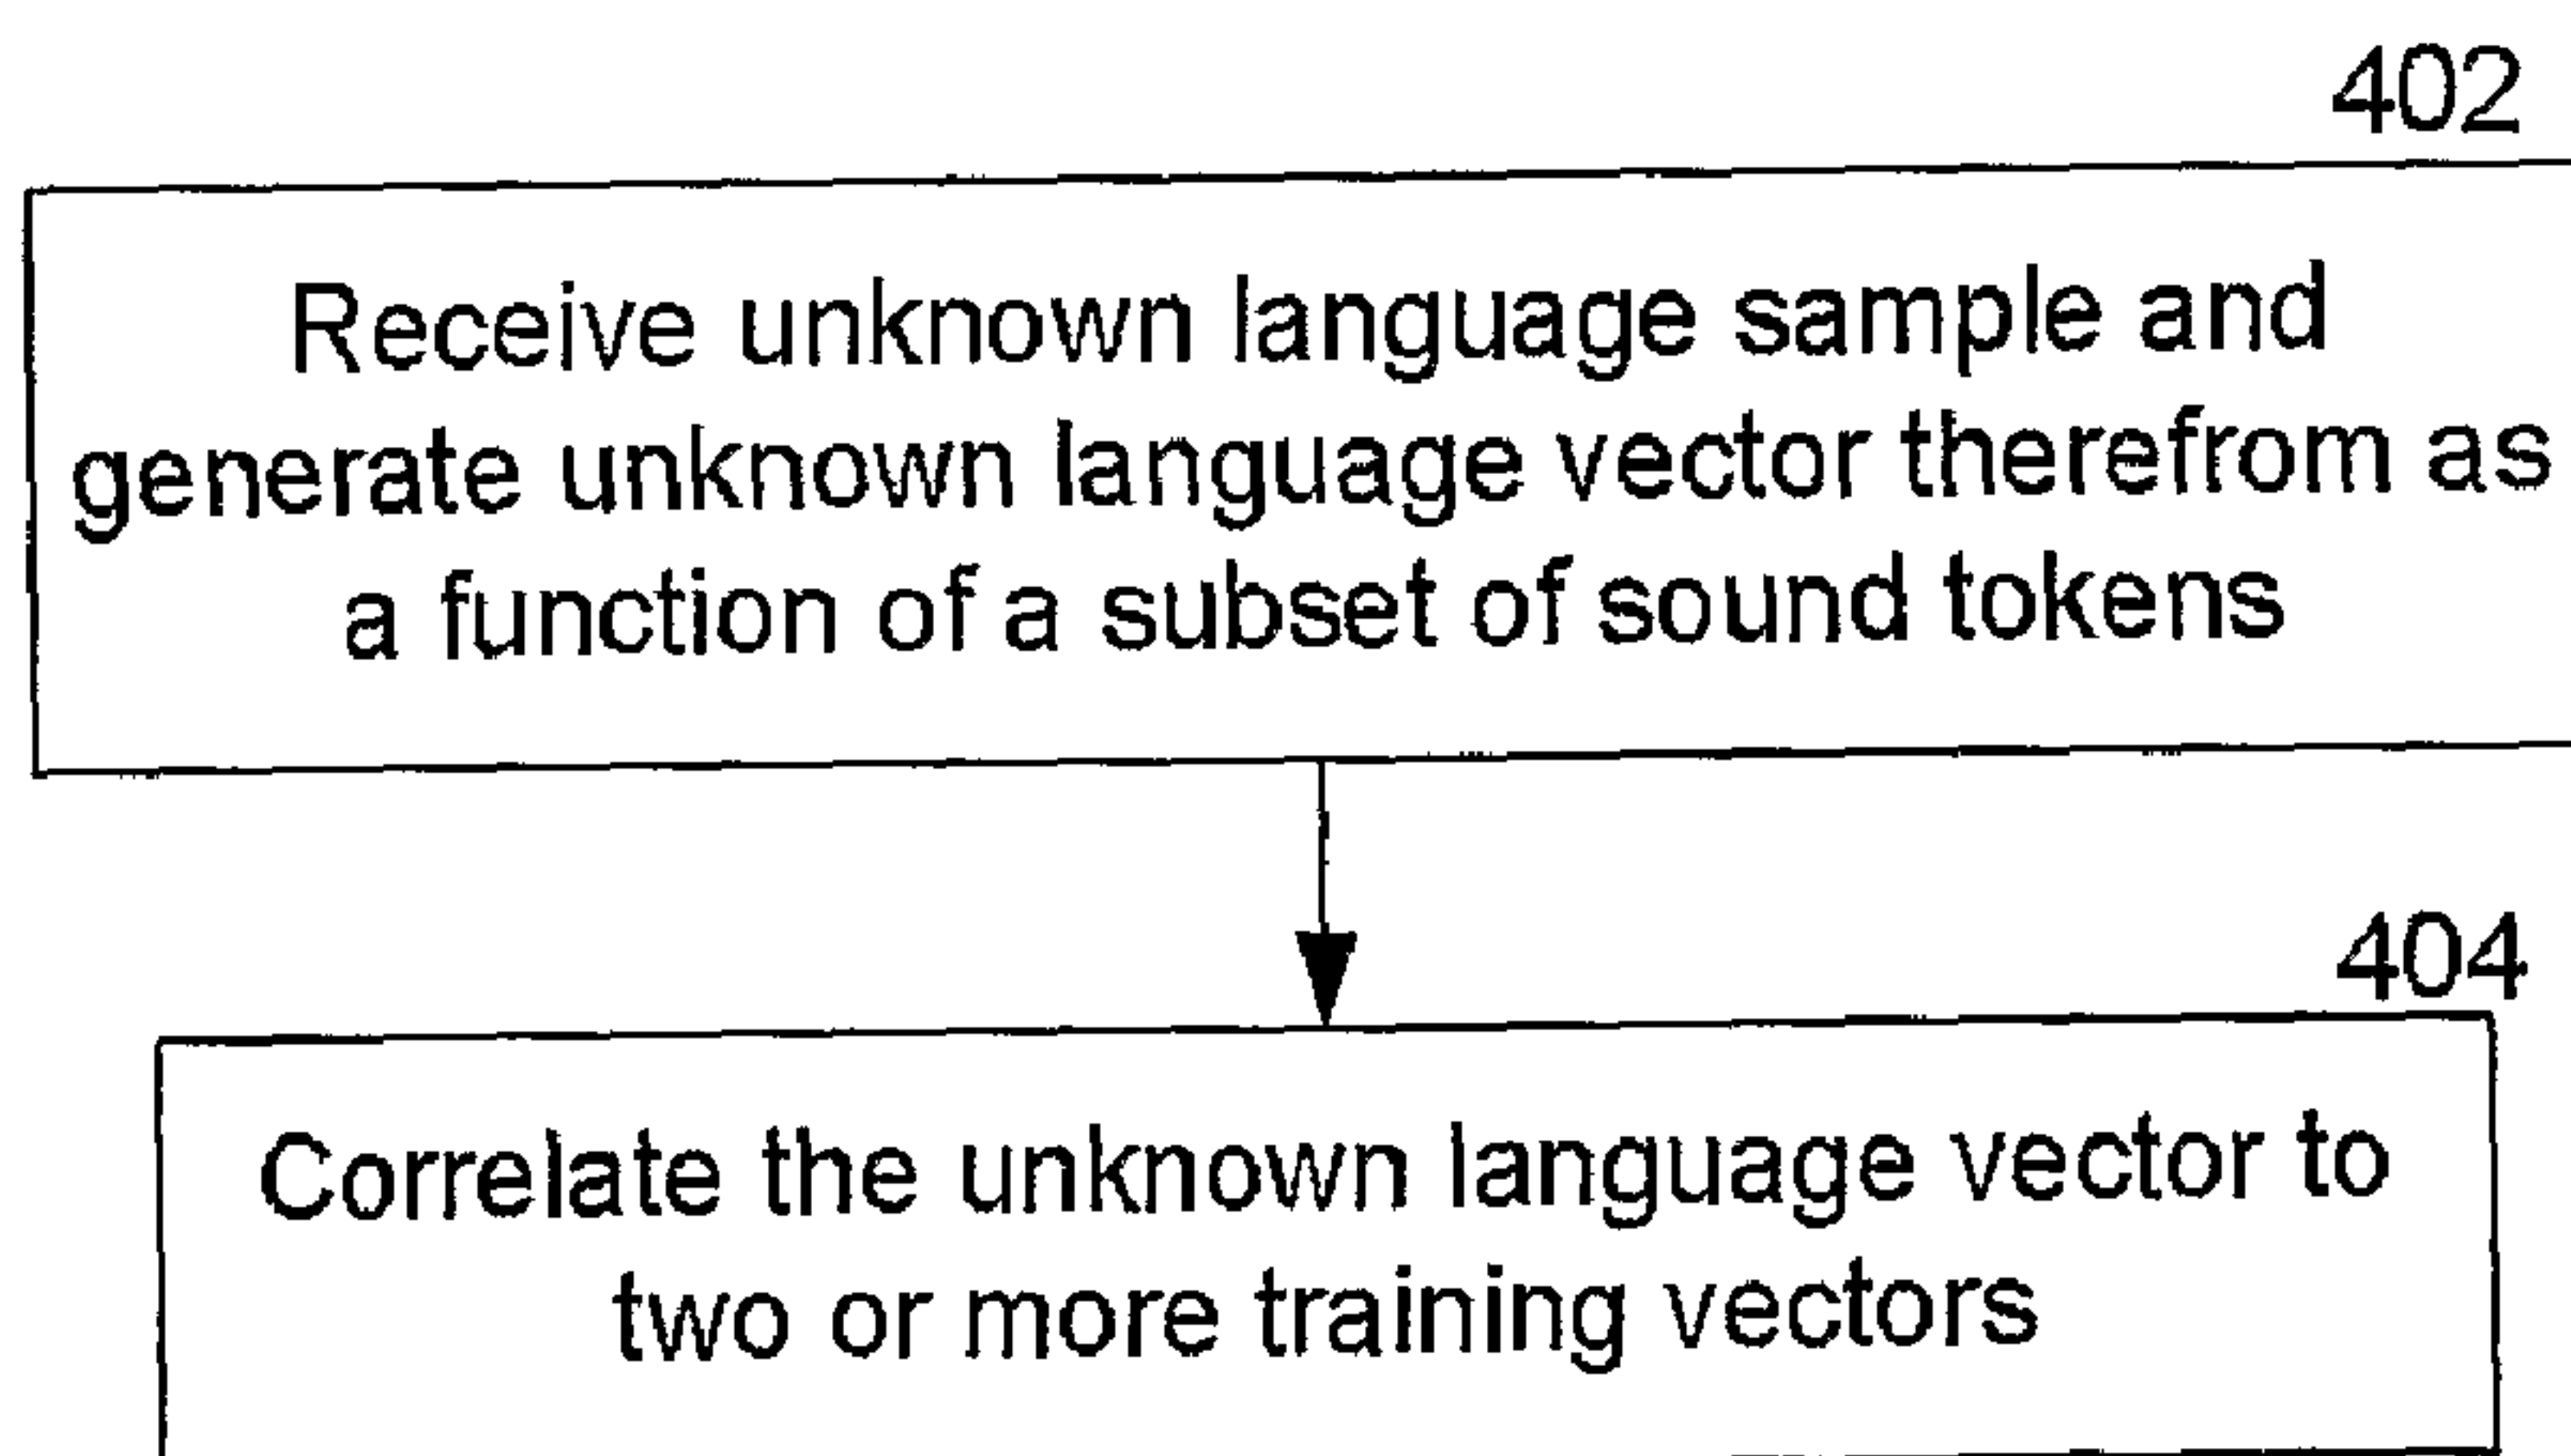 402
Receive unknown language sample and
generate unknown language vector therefrom as
a function of a subset of sound tokens
404
Correlate the unknown language vector to
two or more training vectors